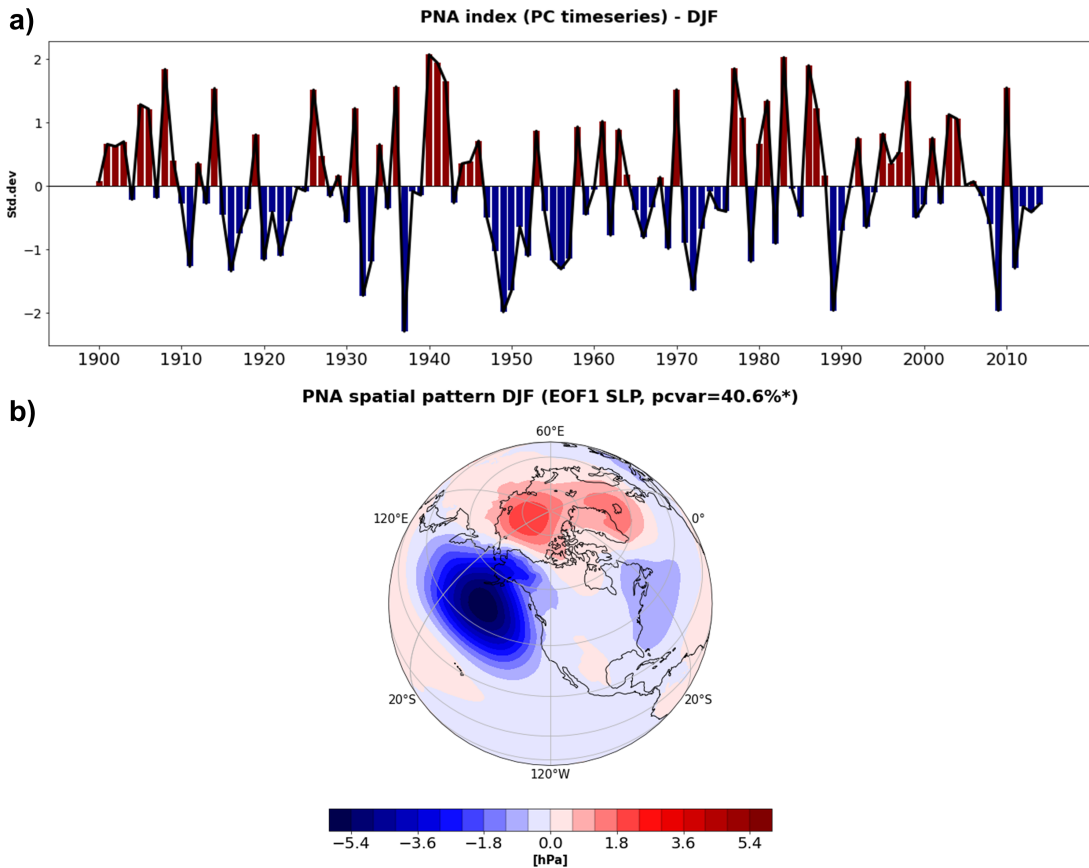 a)
PNA index (PC timeseries) - DJF
Std.dev
2
1
0
−1
−2
1900 1910 1920 1930 1940 1950 1960 1970 1980 1990 2000 2010
PNA spatial pattern DJF (EOF1 SLP, pcvar=40.6%*)
b)
60°E
120°E
0°
20°S
20°S
120°W
−5.4 −3.6 −1.8 0.0 1.8 3.6 5.4
[hPa]